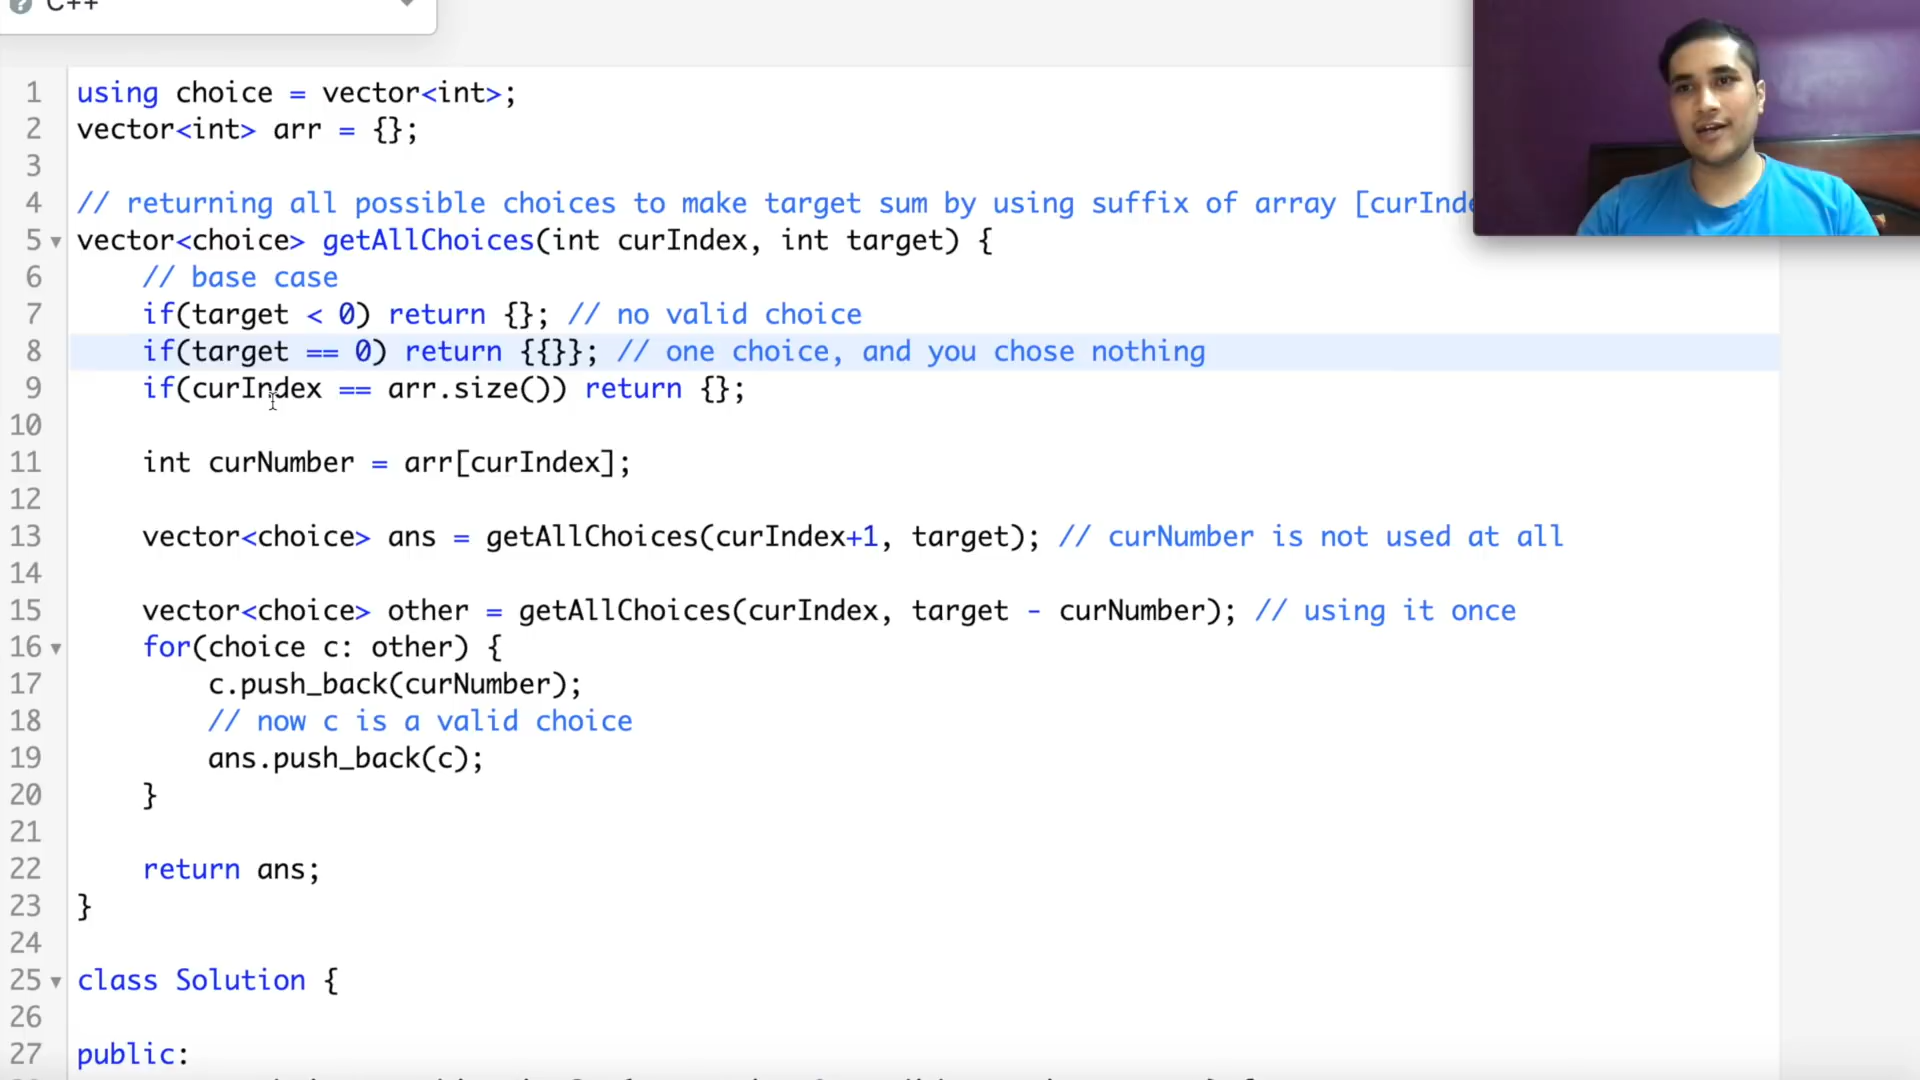 C++
1 using choice = vector<int>;
2 vector<int> arr = {};
3
4 // returning all possible choices to make target sum by using suffix of array
5 vector<choice> getAllChoices(int curIndex, int target) {
6 // base case
7 if(target < 0) return {}; // no valid choice
8 if(target == 0) return {{}}; // one choice, and you chose nothing
9 if(curIndex == arr.size()) return {};
10
11 int curNumber = arr[curIndex];
12
13 vector<choice> ans = getAllChoices(curIndex+1, target); // curNumber is not used at all
14
15 vector<choice> other = getAllChoices(curIndex, target - curNumber); // using it once
16 for(choice c: other) {
17 c.push_back(curNumber);
18 // now c is a valid choice
19 ans.push_back(c);
20 }
21
22 return ans;
23 }
24
25 class Solution {
26
27 public: